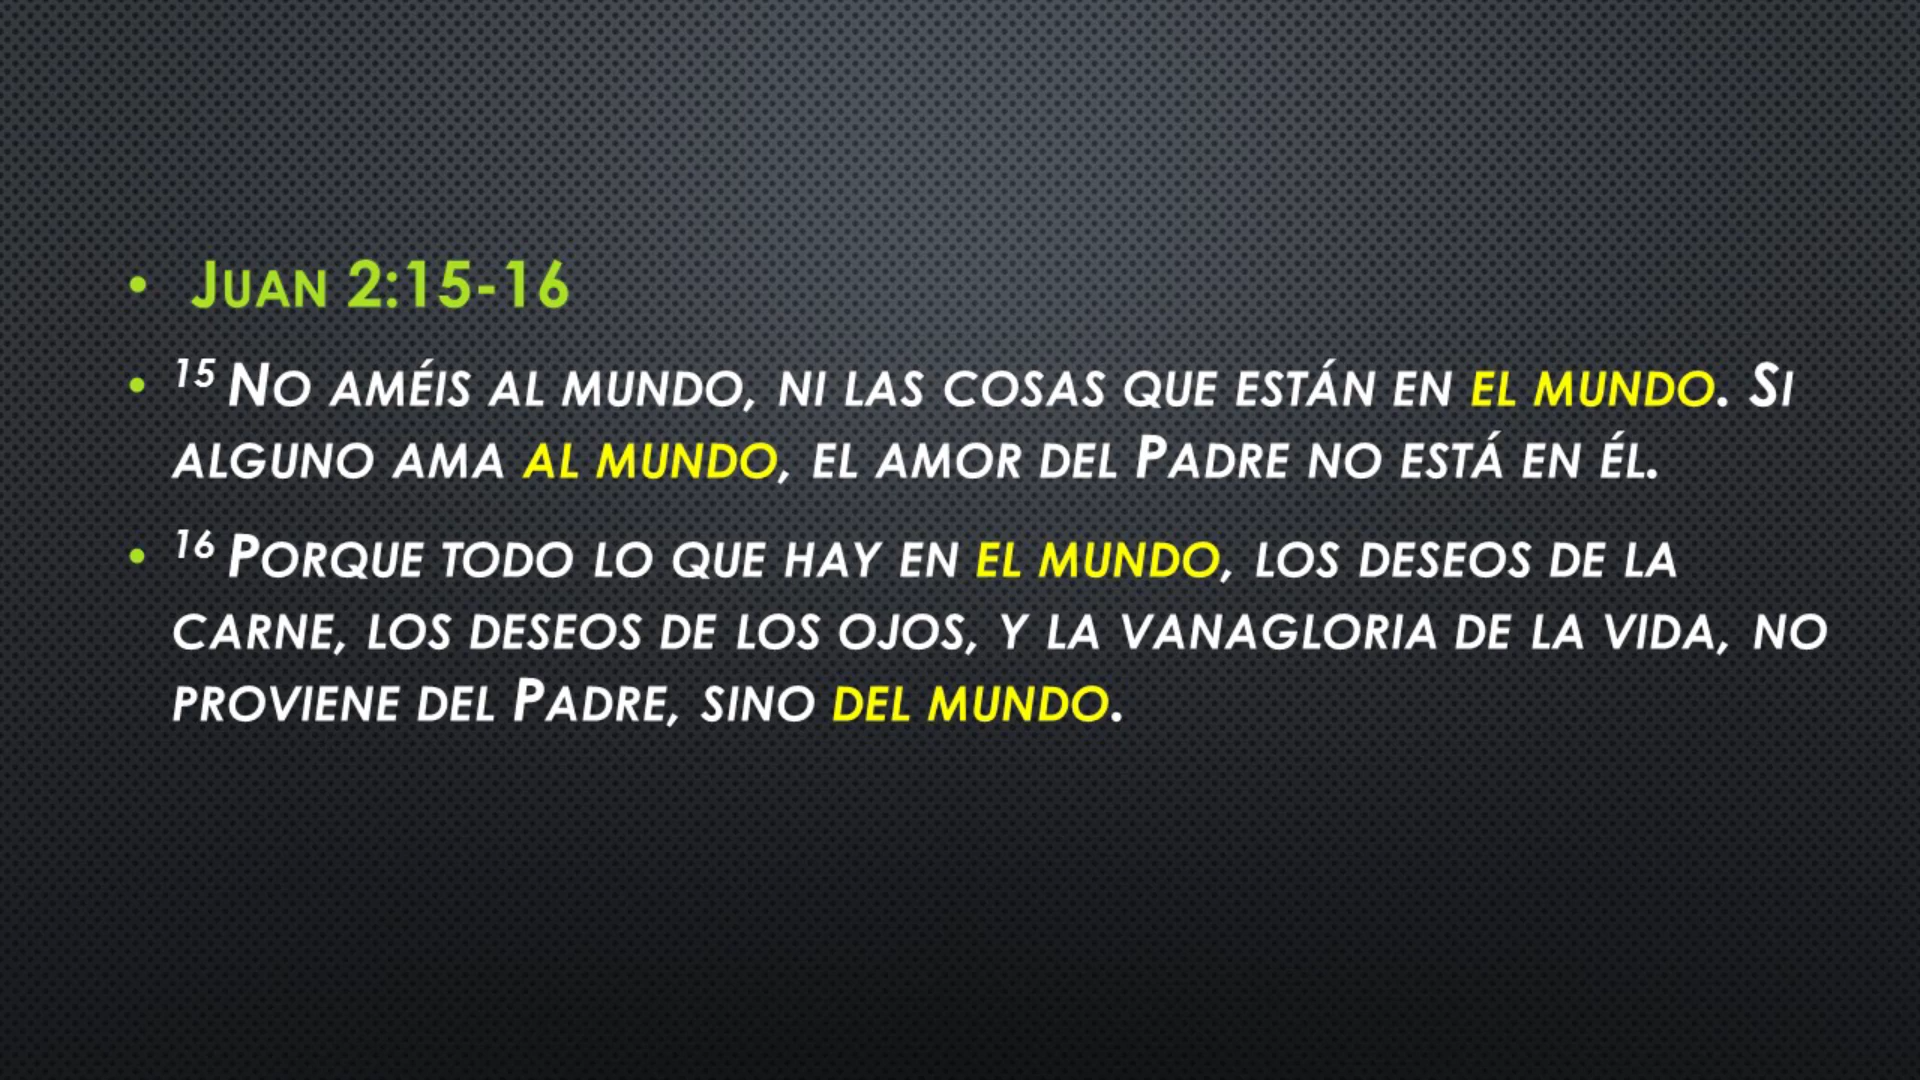 • Juan 2:15-16
• 15 No améis al mundo, ni las cosas que están en el mundo. Si
alguno ama al mundo, el amor del Padre no está en él.
• 16 Porque todo lo que hay en el mundo, los deseos de la
carne, los deseos de los ojos, y la vanagloria de la vida, no
proviene del Padre, sino del mundo.